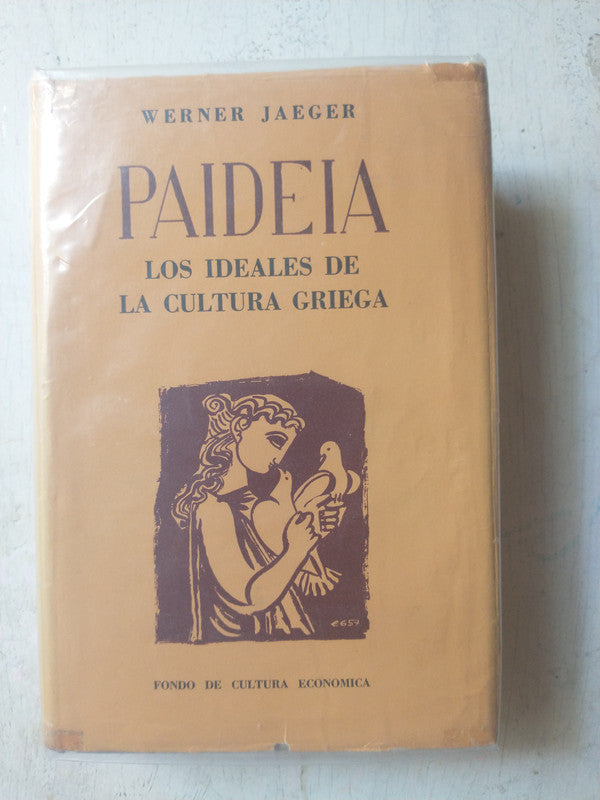 WERNER JAEGER
PAIDEIA
LOS IDEALES DE
LA CULTURA GRIEGA
FONDO DE CULTURA ECONOMICA